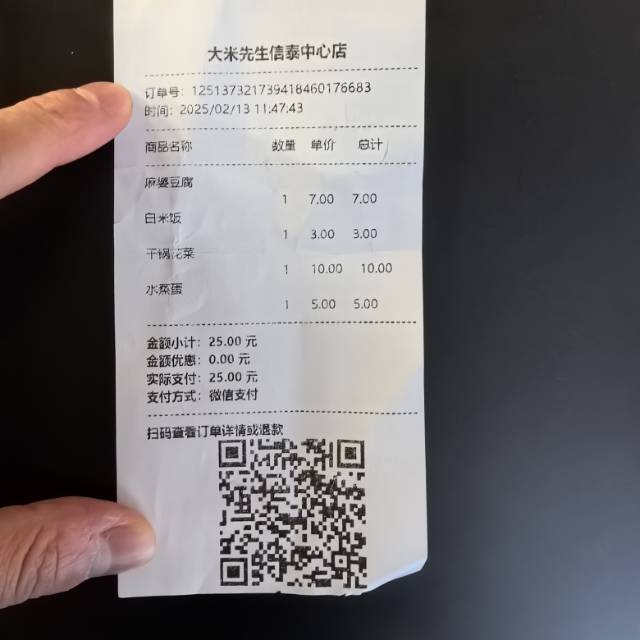 大米先生信泰中心店
订单号: 125137321739418460176683
时间: 2025/02/13 11:47:43
商品名称 数量 单价 总计
麻婆豆腐
1 7.00 7.00
白米饭
1 3.00 3.00
干锅花菜
1 10.00 10.00
水蒸蛋
1 5.00 5.00
金额小计: 25.00 元
金额优惠: 0.00 元
实际支付: 25.00 元
支付方式: 微信支付
扫码查看订单详情或退款